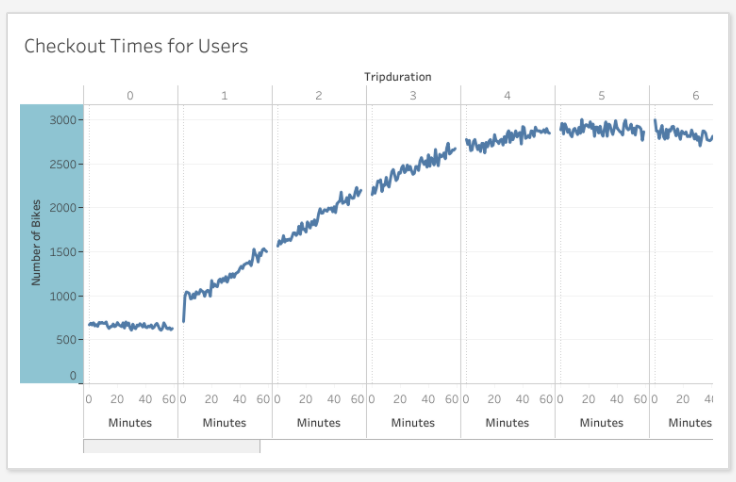 Checkout Times for Users
Tripduration
0 1 2 3 4 5 6
3000
2500
2000
1500
1000
500
0
Number of Bikes
0 20 40 60 0 20 40 60 0 20 40 60 0 20 40 60 0 20 40 60 0 20 40 60 0 20
Minutes Minutes Minutes Minutes Minutes Minutes Minutes